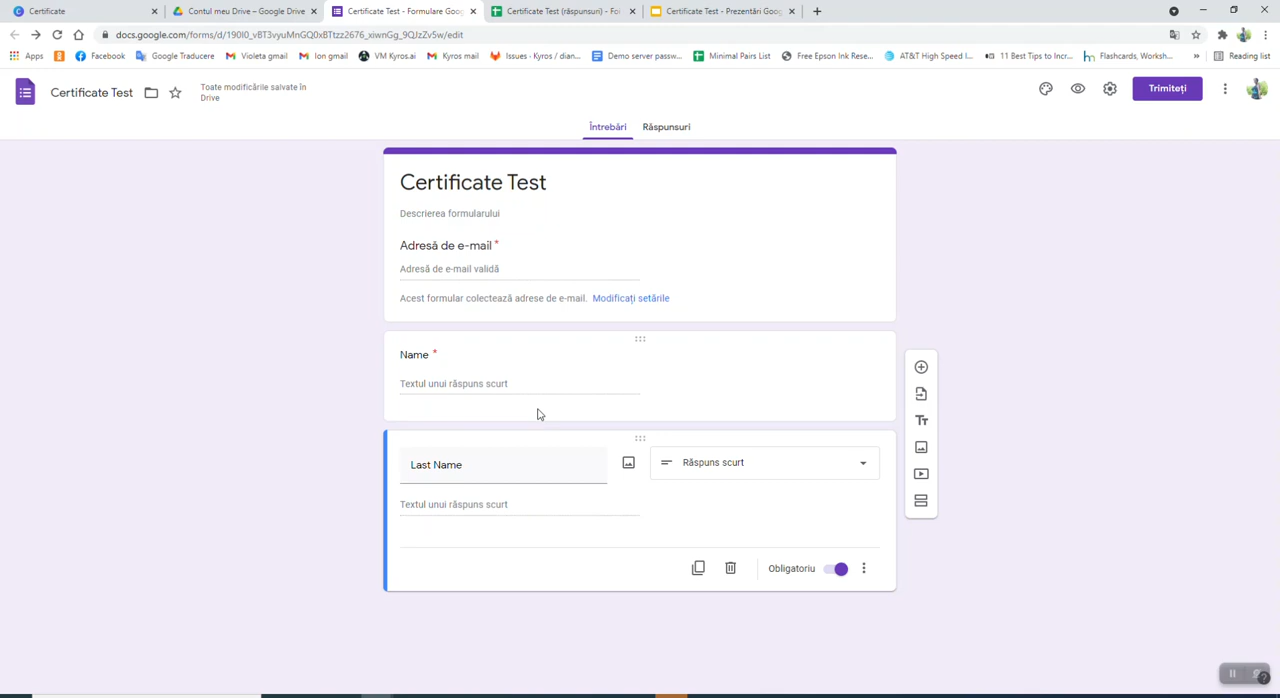 Certificate
Contul meu Drive – Google Drive
Certificate Test - Formulare Goog
Certificate Test (răspunsuri) - Foi
Certificate Test - Prezentări Goog
docs.google.com/forms/d/190I0_vBT3vyuMnGQ0xBTtzz2676_xiwnGg_9QJzZv5w/edit
Apps
Facebook
Google Traducere
Violeta gmail
Ion gmail
VM Kyros.ai
Kyros mail
Issues · Kyros / dian...
Demo server passw...
Minimal Pairs List
Free Epson Ink Rese...
AT&T High Speed I...
11 Best Tips to Incr...
Flashcards, Worksh...
»
Reading list
Certificate Test
Toate modificările salvate în
Drive
Trimiteți
Întrebări
Răspunsuri
Certificate Test
Descrierea formularului
Adresă de e-mail *
Adresă de e-mail validă
Acest formular colectează adrese de e-mail. Modificați setările
Name *
Textul unui răspuns scurt
Last Name
Răspuns scurt
Textul unui răspuns scurt
Obligatoriu